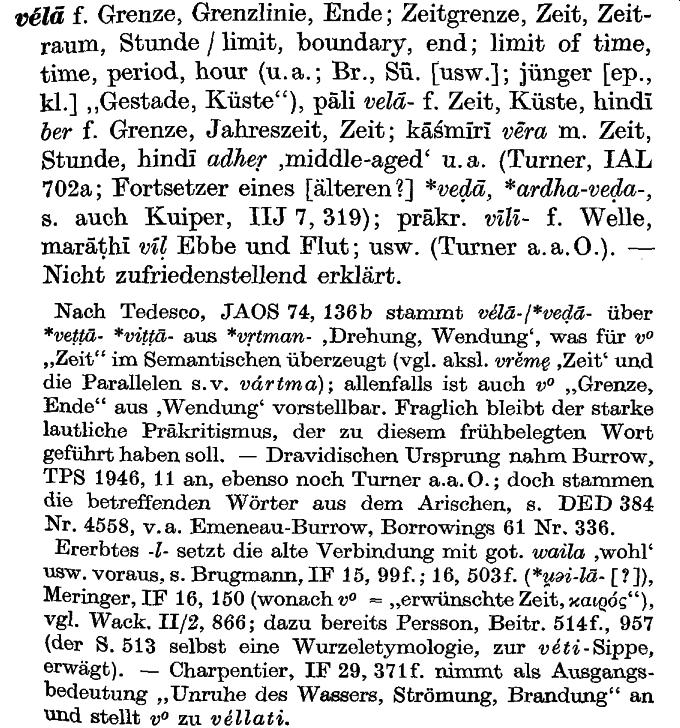 vélā f. Grenze, Grenzlinie, Ende; Zeitgrenze, Zeit, Zeit-
raum, Stunde / limit, boundary, end; limit of time,
time, period, hour (u. a.; Br., Sū. [usw.]; jünger [ep.,
kl.] „Gestade, Küste“), pāli velā- f. Zeit, Küste, hindī
ber f. Grenze, Jahreszeit, Zeit; kāśmīrī vēra m. Zeit,
Stunde, hindī adheṛ ‚middle-aged‘ u. a. (Turner, IAL
702a; Fortsetzer eines [älteren?] *veḍā, *ardha-veḍa-,
s. auch Kuiper, IIJ 7, 319); prākr. vīlī- f. Welle,
marāṭhī vīḷ Ebbe und Flut; usw. (Turner a. a. O.). —
Nicht zufriedenstellend erklärt.
Nach Tedesco, JAOS 74, 136b stammt vélā-/*veḍā- über
*veṭṭā- *viṭṭā- aus *vṛtman- ‚Drehung, Wendung‘, was für vº
„Zeit“ im Semantischen überzeugt (vgl. aksl. vrěmę ‚Zeit‘ und
die Parallelen s. v. vártma); allenfalls ist auch vº „Grenze,
Ende“ aus ‚Wendung‘ vorstellbar. Fraglich bleibt der starke
lautliche Prākritismus, der zu diesem frühbelegten Wort
geführt haben soll. — Dravidischen Ursprung nahm Burrow,
TPS 1946, 11 an, ebenso noch Turner a. a. O.; doch stammen
die betreffenden Wörter aus dem Arischen, s. DED 384
Nr. 4558, v. a. Emeneau-Burrow, Borrowings 61 Nr. 336.
Ererbtes -l- setzt die alte Verbindung mit got. waila ‚wohl‘
usw. voraus, s. Brugmann, IF 15, 99f.; 16, 503f. (*u̯əi-lā- [?]),
Meringer, IF 16, 150 (wonach vº = „erwünschte Zeit, καιρός“),
vgl. Wack. II/2, 866; dazu bereits Persson, Beitr. 514f., 957
(der S. 513 selbst eine Wurzeletymologie, zur véti-Sippe,
erwägt). — Charpentier, IF 29, 371f. nimmt als Ausgangs-
bedeutung „Unruhe des Wassers, Strömung, Brandung“ an
und stellt vº zu véllati.